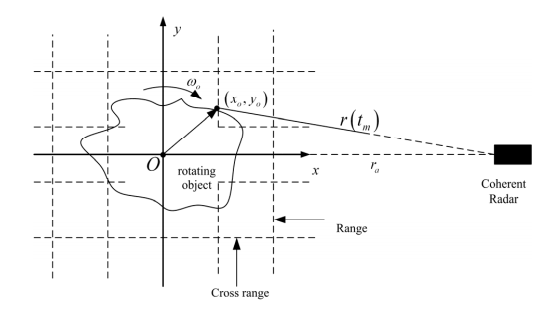 y
ω_o
(x_o, y_o)
r(t_m)
O
rotating
object
x
r_a
Coherent
Radar
Range
Cross range